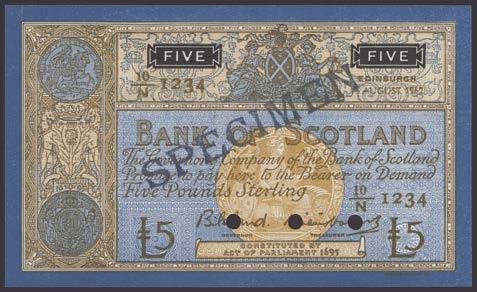 FIVE FIVE
10/N 1234
EDINBURGH
AUGUST 1962
SPECIMEN
BANK OF SCOTLAND
The Governor & Company of the Bank of Scotland
Promise to pay here to the Bearer on Demand
Five Pounds Sterling 10/N 1234
£5 £5
GOVERNOR
CONSTITUTED BY
ACT OF PARLIAMENT 1695